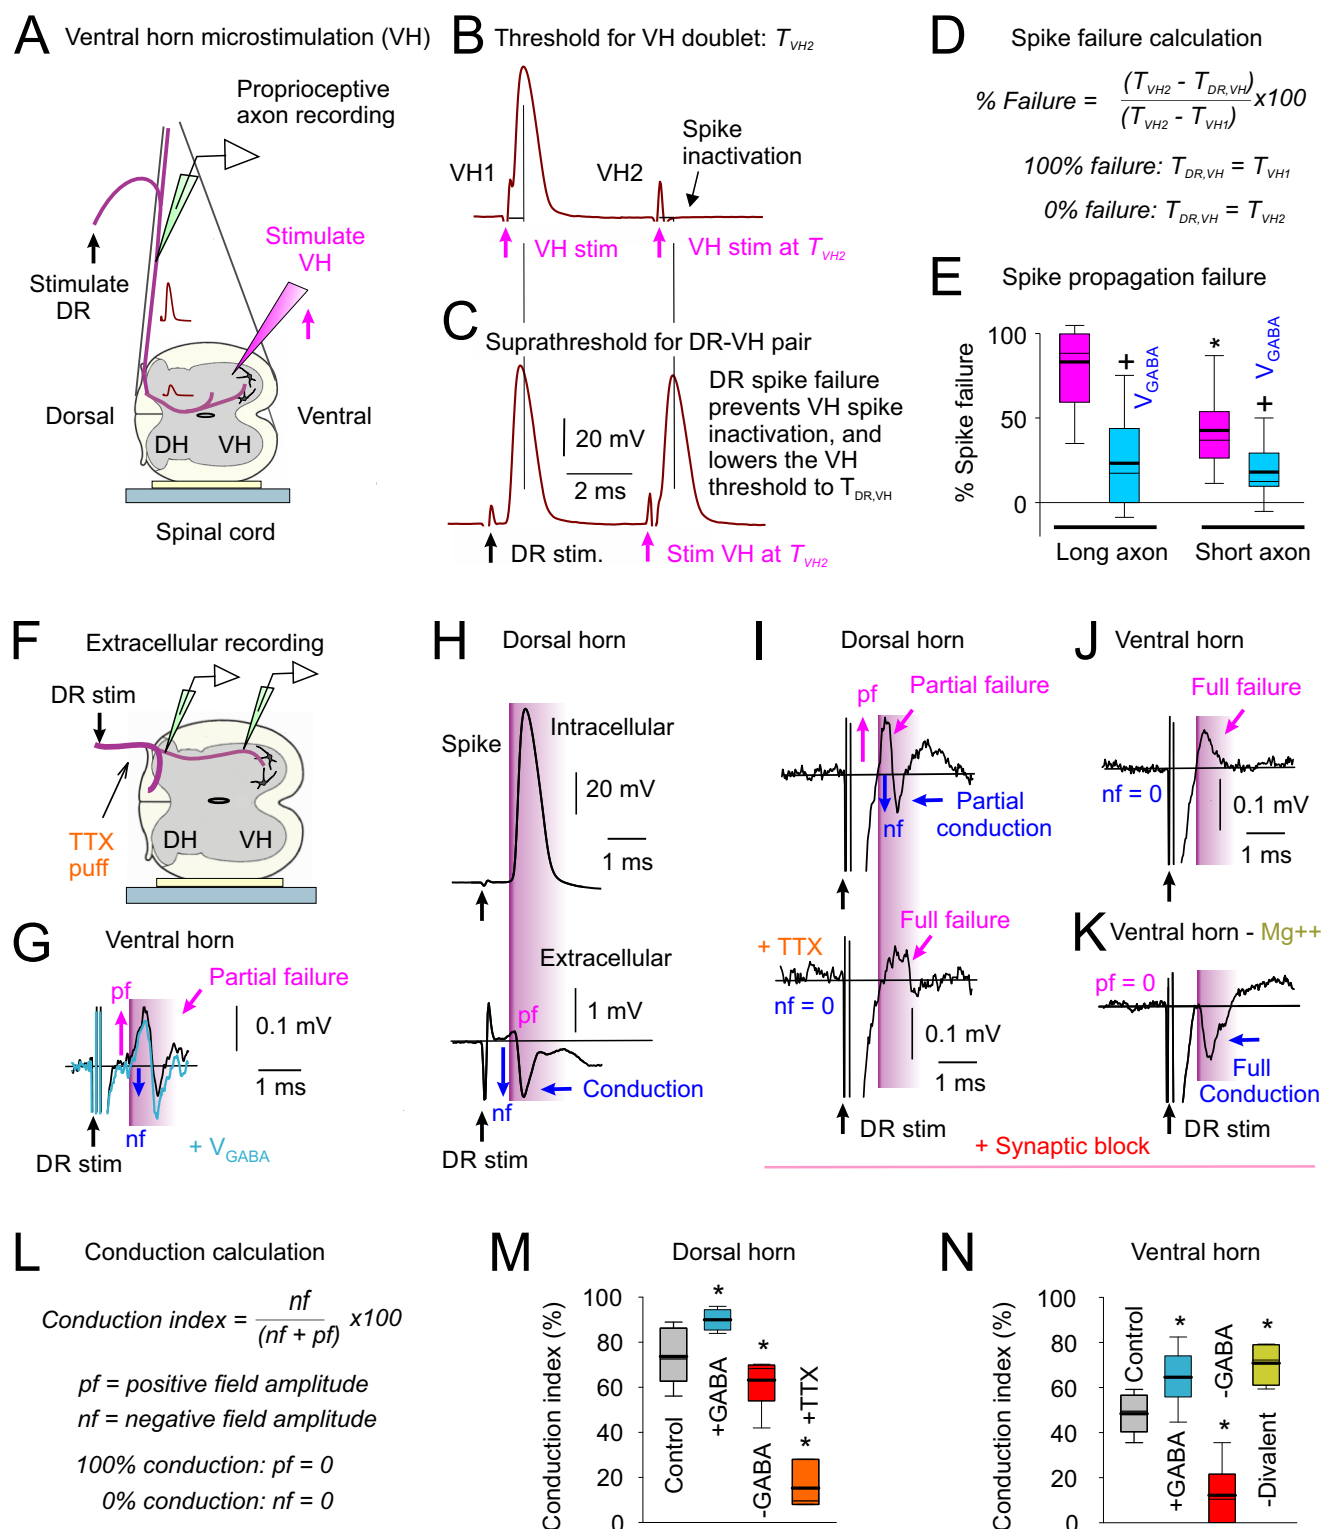 A
Ventral horn microstimulation (VH)
Proprioceptive
axon recording
Stimulate
DR
Stimulate
VH
Dorsal
DH
VH
Ventral
Spinal cord
B
Threshold for VH doublet: T_VH2
VH1
VH2
Spike
inactivation
VH stim
VH stim at T_VH2
C
Suprathreshold for DR-VH pair
20 mV
2 ms
DR spike failure
prevents VH spike
inactivation, and
lowers the VH
threshold to T_DR,VH
DR stim.
Stim VH at T_VH2
D
Spike failure calculation
% Failure = (T_VH2 - T_DR,VH) / (T_VH2 - T_VH1) x100
100% failure: T_DR,VH = T_VH1
0% failure: T_DR,VH = T_VH2
E
Spike propagation failure
% Spike failure
100
50
0
+
V_GABA
*
V_GABA
+
Long axon
Short axon
F
Extracellular recording
DR stim
TTX
puff
DH
VH
G
Ventral horn
pf
Partial failure
0.1 mV
1 ms
nf
DR stim
+ V_GABA
H
Dorsal horn
Spike
Intracellular
20 mV
1 ms
Extracellular
pf
1 mV
nf
Conduction
DR stim
I
Dorsal horn
pf
Partial failure
nf
Partial
conduction
+ TTX
nf = 0
Full failure
0.1 mV
1 ms
DR stim
+ Synaptic block
J
Ventral horn
Full failure
nf = 0
0.1 mV
1 ms
K
Ventral horn - Mg++
pf = 0
Full
Conduction
DR stim
L
Conduction calculation
Conduction index = nf / (nf + pf) x100
pf = positive field amplitude
nf = negative field amplitude
100% conduction: pf = 0
0% conduction: nf = 0
M
Dorsal horn
Conduction index (%)
100
80
60
40
20
0
Control
*
+GABA
*
-GABA
+TTX
*
N
Ventral horn
Conduction index (%)
100
80
60
40
20
0
Control
*
+GABA
-GABA
*
*
-Divalent